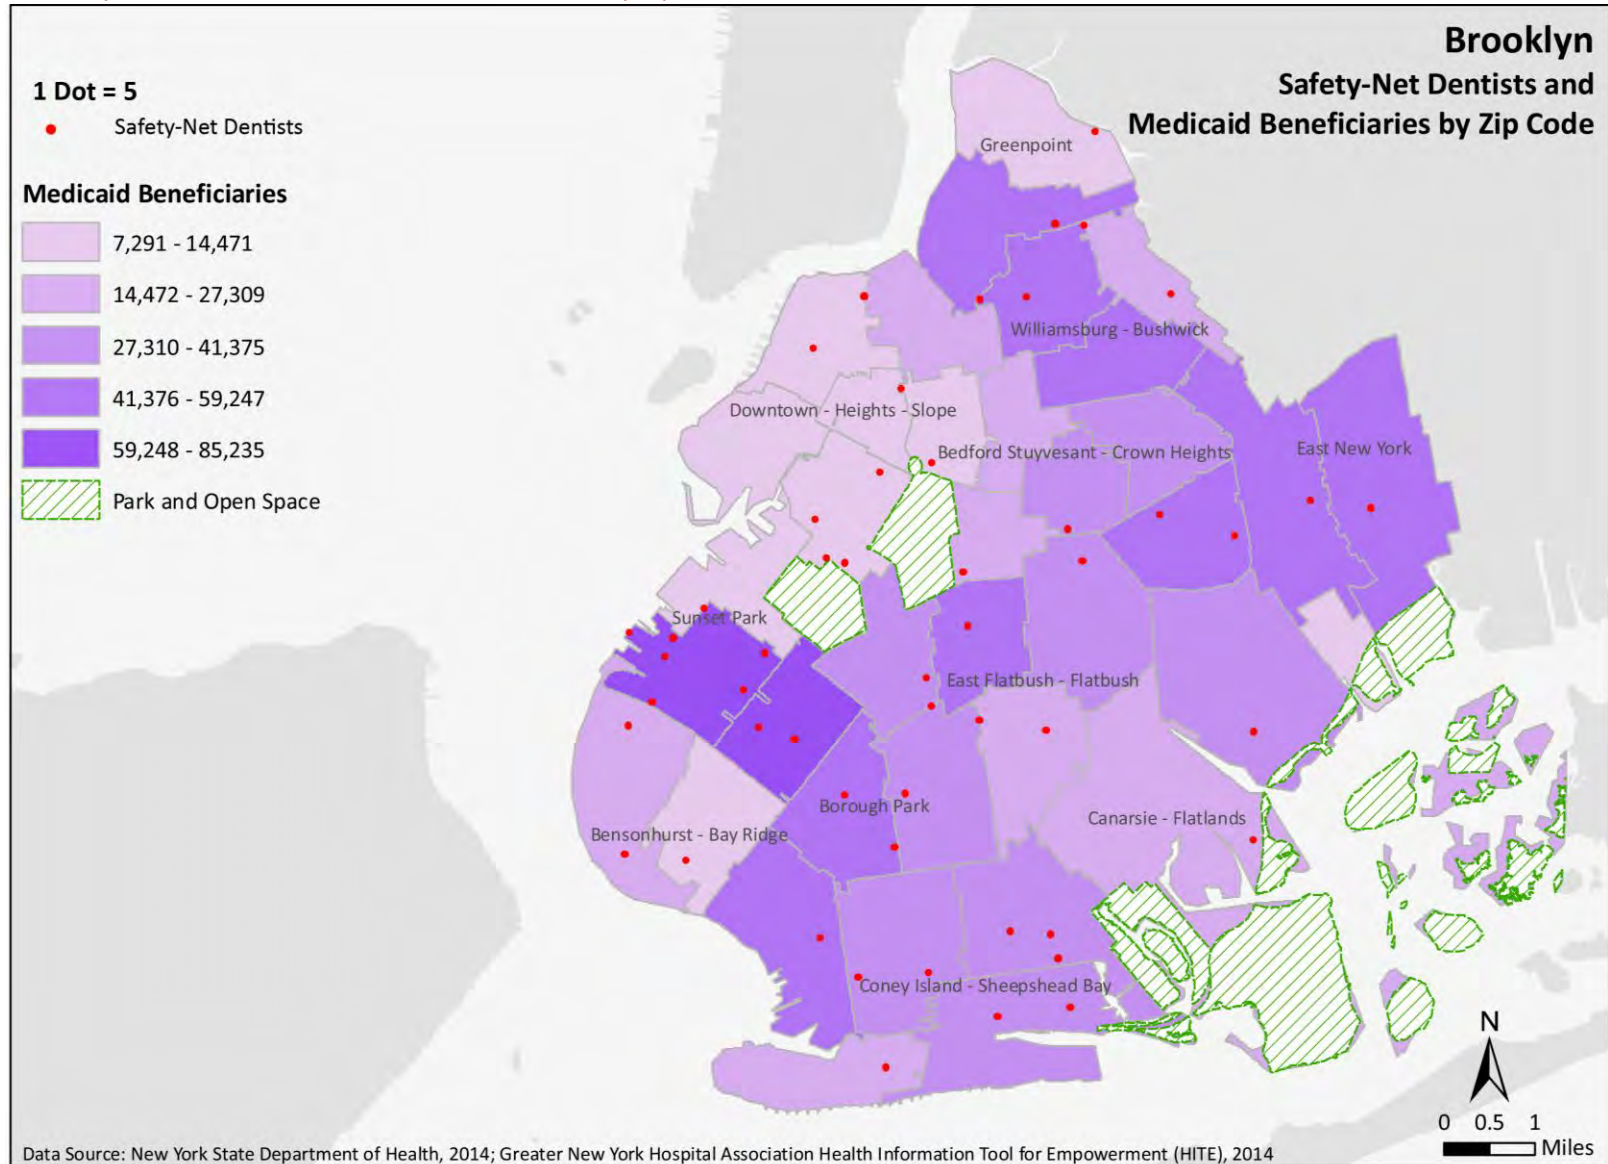 Brooklyn
Safety-Net Dentists and
Medicaid Beneficiaries by Zip Code
1 Dot = 5
Safety-Net Dentists
Medicaid Beneficiaries
7,291 - 14,471
14,472 - 27,309
27,310 - 41,375
41,376 - 59,247
59,248 - 85,235
Park and Open Space
Greenpoint
Williamsburg - Bushwick
Downtown - Heights - Slope
Bedford Stuyvesant - Crown Heights
East New York
Sunset Park
East Flatbush - Flatbush
Borough Park
Bensonhurst - Bay Ridge
Canarsie - Flatlands
Coney Island - Sheepshead Bay
N
0 0.5 1
Miles
Data Source: New York State Department of Health, 2014; Greater New York Hospital Association Health Information Tool for Empowerment (HITE), 2014